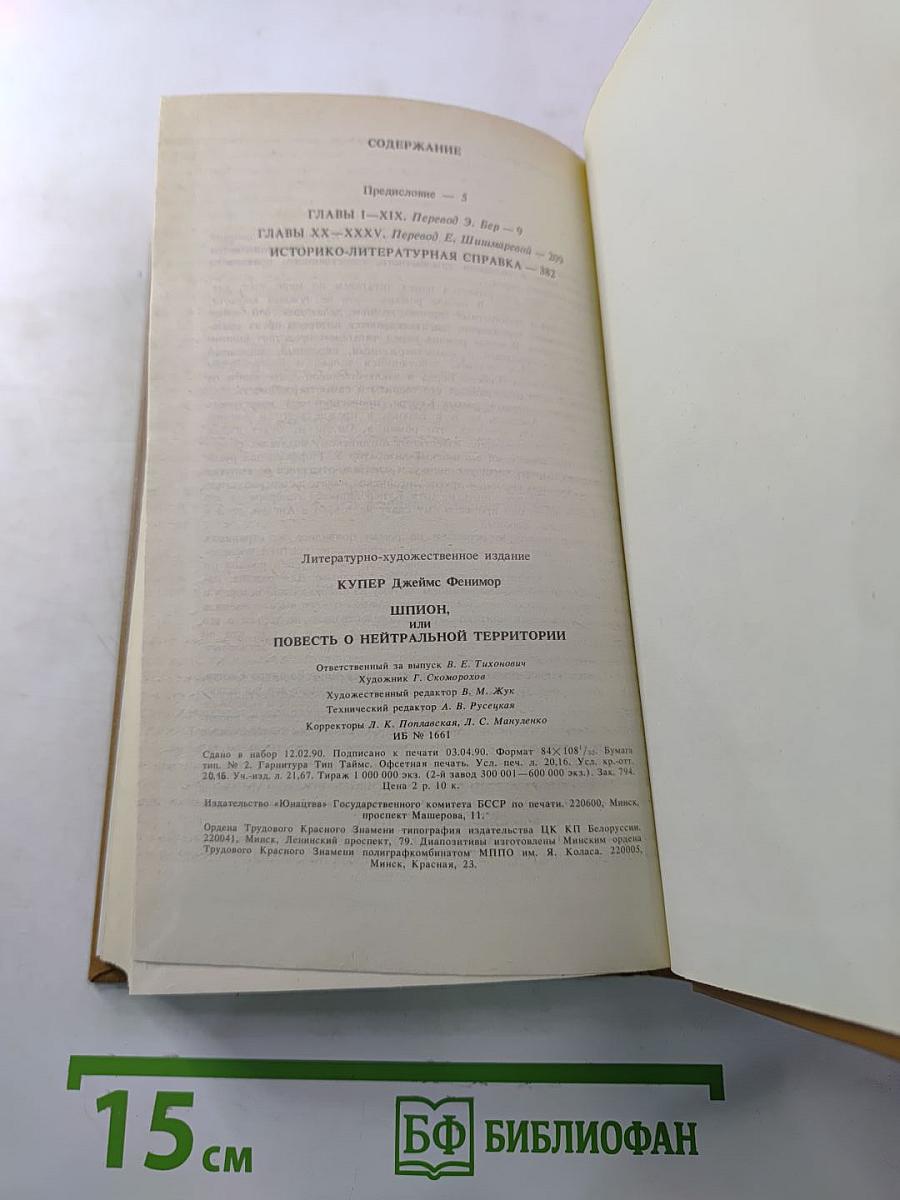 СОДЕРЖАНИЕ
Предисловие — 5
ГЛАВЫ I—XIX. Перевод Э. Бер — 9
ГЛАВЫ XX—XXXV. Перевод Е. Шишмаревой — 209
ИСТОРИКО-ЛИТЕРАТУРНАЯ СПРАВКА — 382
Литературно-художественное издание
КУПЕР Джеймс Фенимор
ШПИОН,
или
ПОВЕСТЬ О НЕЙТРАЛЬНОЙ ТЕРРИТОРИИ
Ответственный за выпуск В. Е. Тихонович
Художник Г. Скоморохов
Художественный редактор В. М. Жук
Технический редактор А. В. Русецкая
Корректоры Л. К. Поплавская, Л. С. Мануленко
ИБ № 1661
Сдано в набор 12.02.90. Подписано к печати 03.04.90. Формат 84×108¹/₃₂. Бумага
тип. № 2. Гарнитура Тип Таймс. Офсетная печать. Усл. печ. л. 20,16. Усл. кр.-отт.
20,16. Уч.-изд. л. 21,67. Тираж 1 000 000 экз. (2-й завод 300 001—600 000 экз.). Зак. 794.
Цена 2 р. 10 к.
Издательство «Юнацтва» Государственного комитета БССР по печати. 220600, Минск,
проспект Машерова, 11.
Ордена Трудового Красного Знамени типография издательства ЦК КП Белоруссии.
220041, Минск, Ленинский проспект, 79. Диапозитивы изготовлены Минским ордена
Трудового Красного Знамени полиграфкомбинатом МППО им. Я. Коласа. 220005,
Минск, Красная, 23.
15 см
БФ БИБЛИОФАН